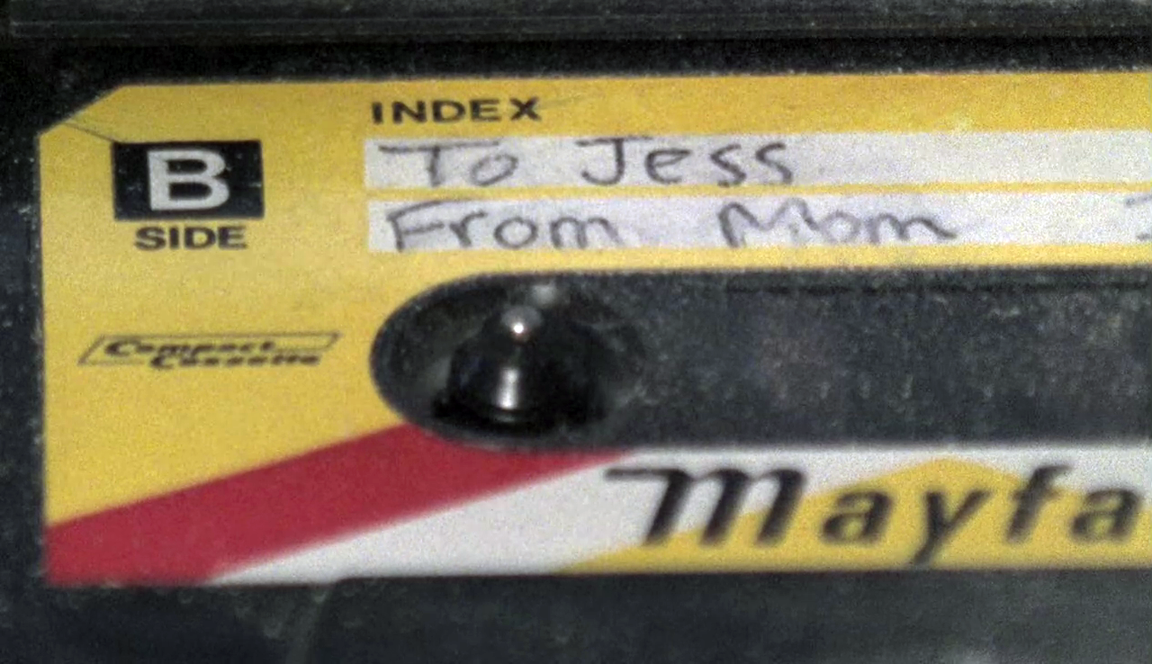 INDEX
B
To Jess
SIDE
From Mom
Compact
Cassette
Mayfa